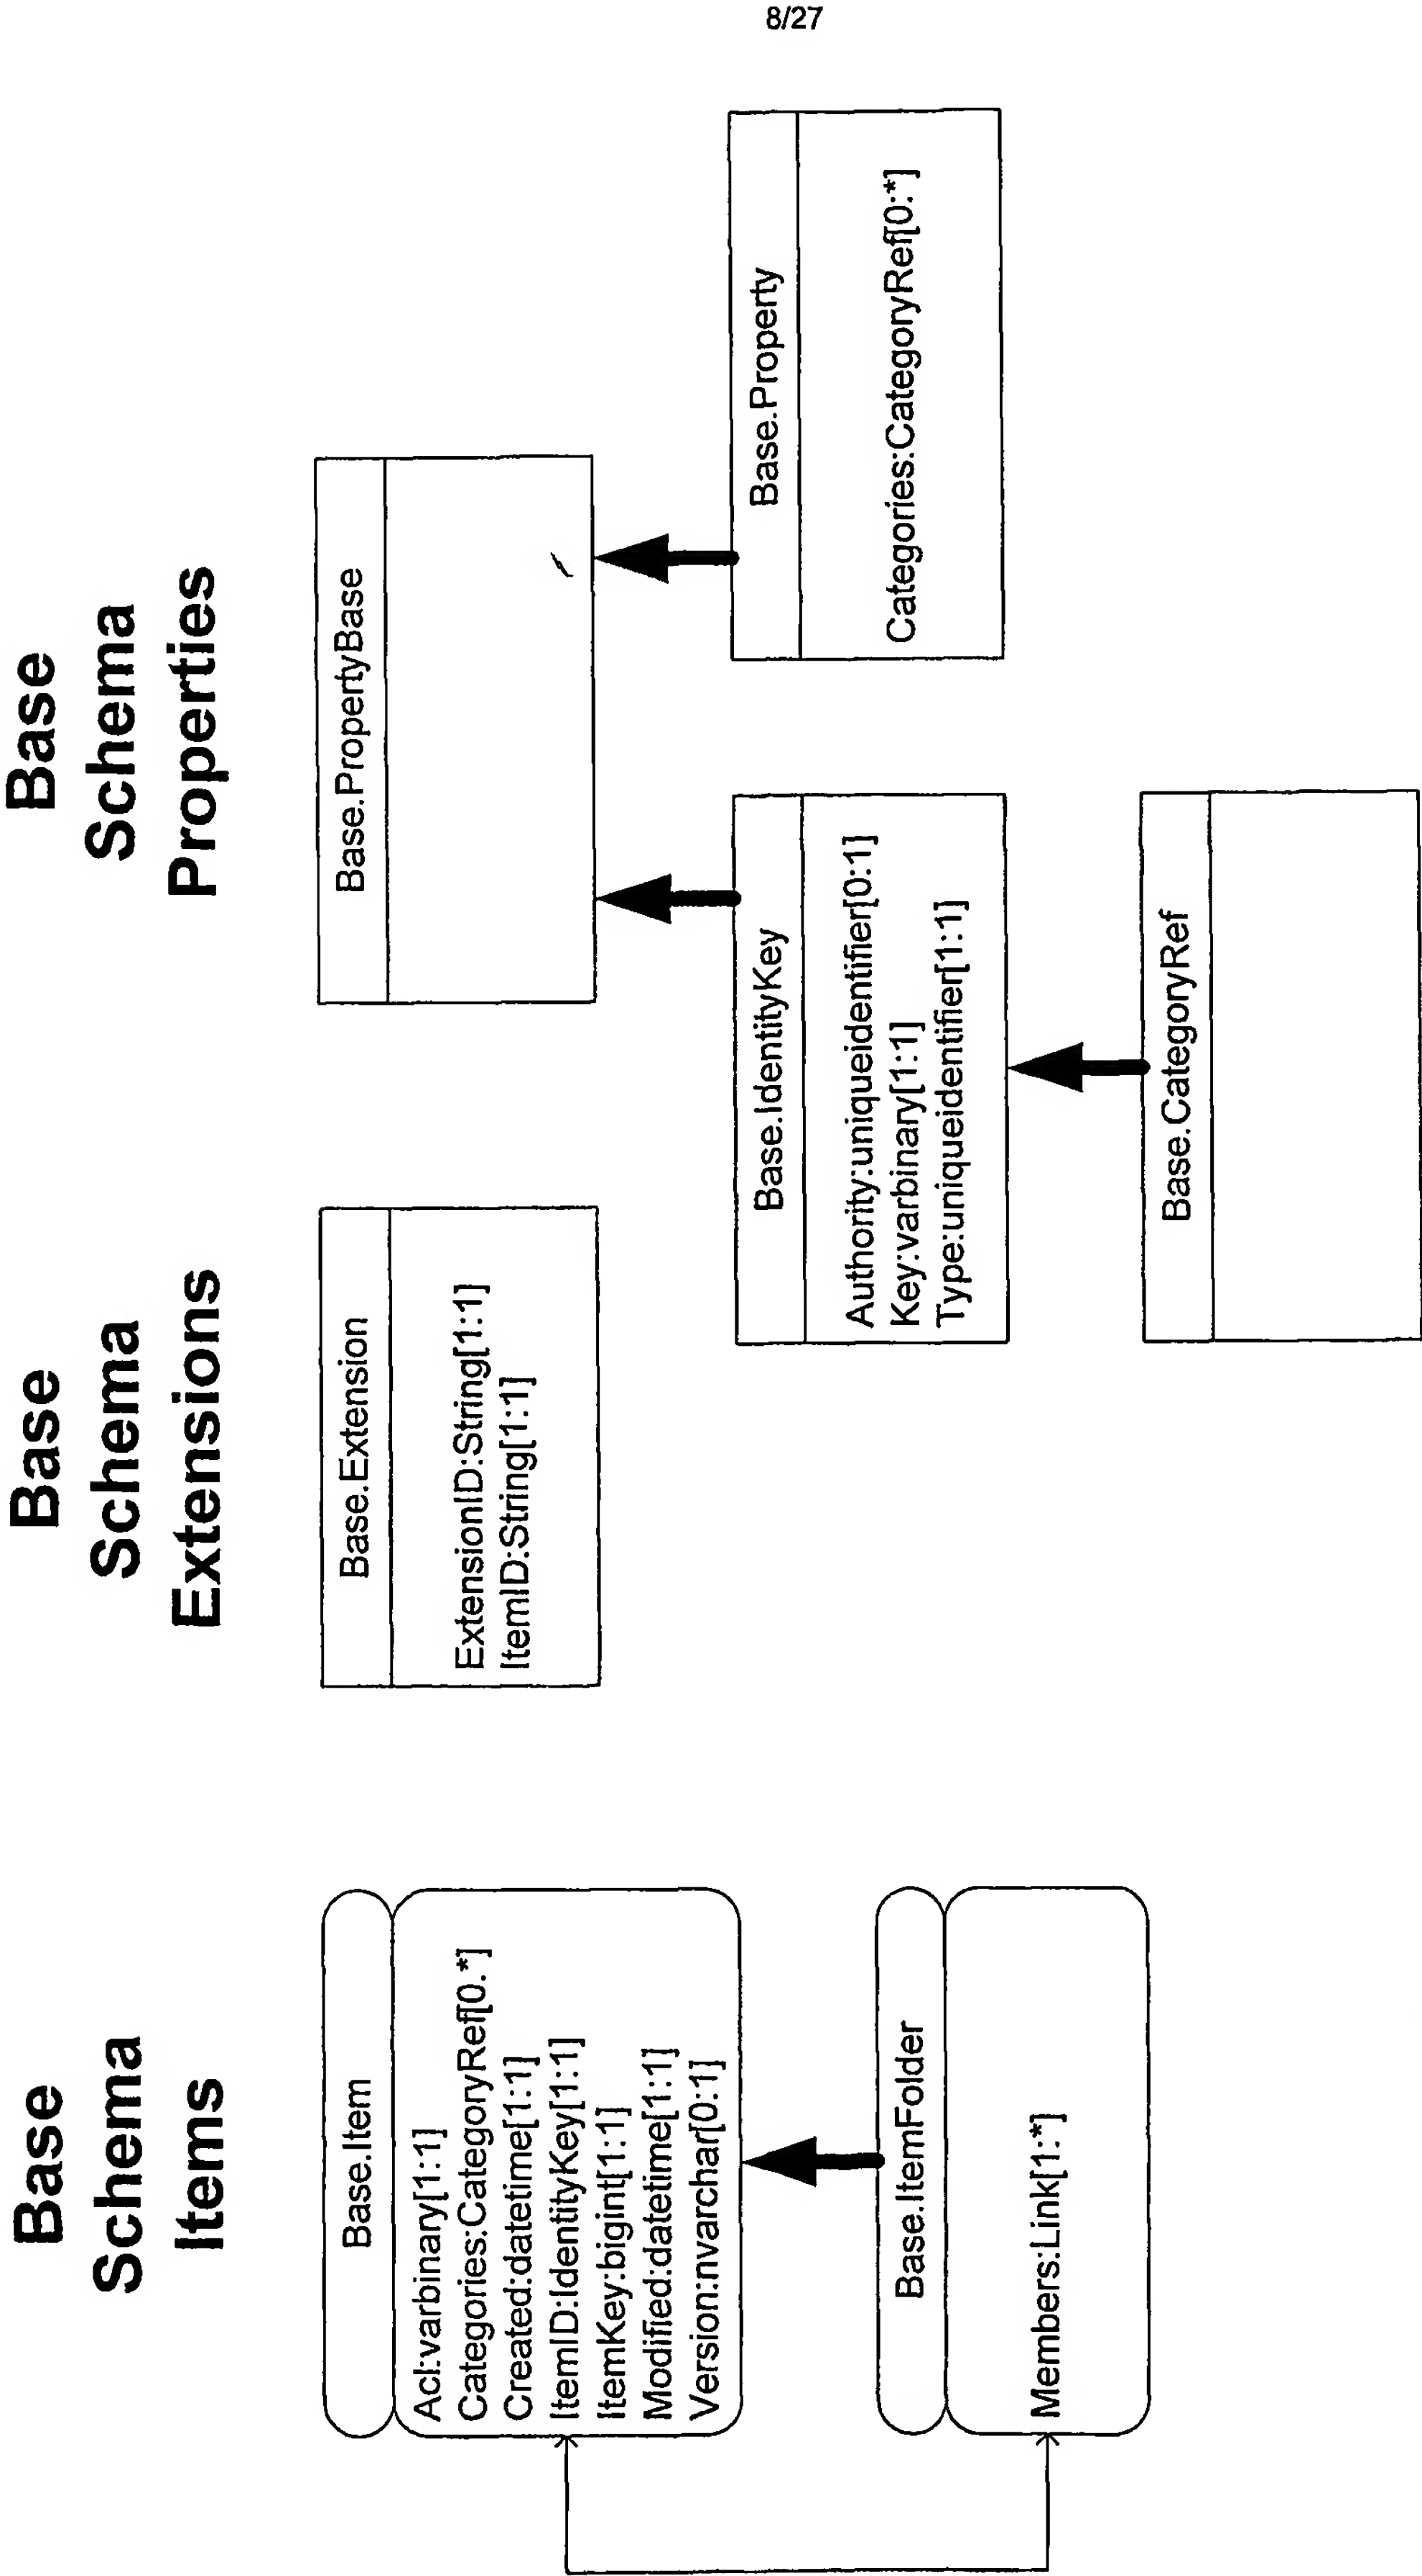 8/27
Base
Schema
Items
Base.Item
Acl:varbinary[1:1]
Categories:CategoryRef[0.*]
Created:datetime[1:1]
ItemID:IdentityKey[1:1]
ItemKey:bigint[1:1]
Modified:datetime[1:1]
Version:nvarchar[0:1]
Base.ItemFolder
Members:Link[1:*]
Base
Schema
Extensions
Base.Extension
ExtensionID:String[1:1]
ItemID:String[1:1]
Base
Schema
Properties
Base.PropertyBase
Base.IdentityKey
Authority:uniqueidentifier[0:1]
Key:varbinary[1:1]
Type:uniqueidentifier[1:1]
Base.Property
Categories:CategoryRef[0:*]
Base.CategoryRef